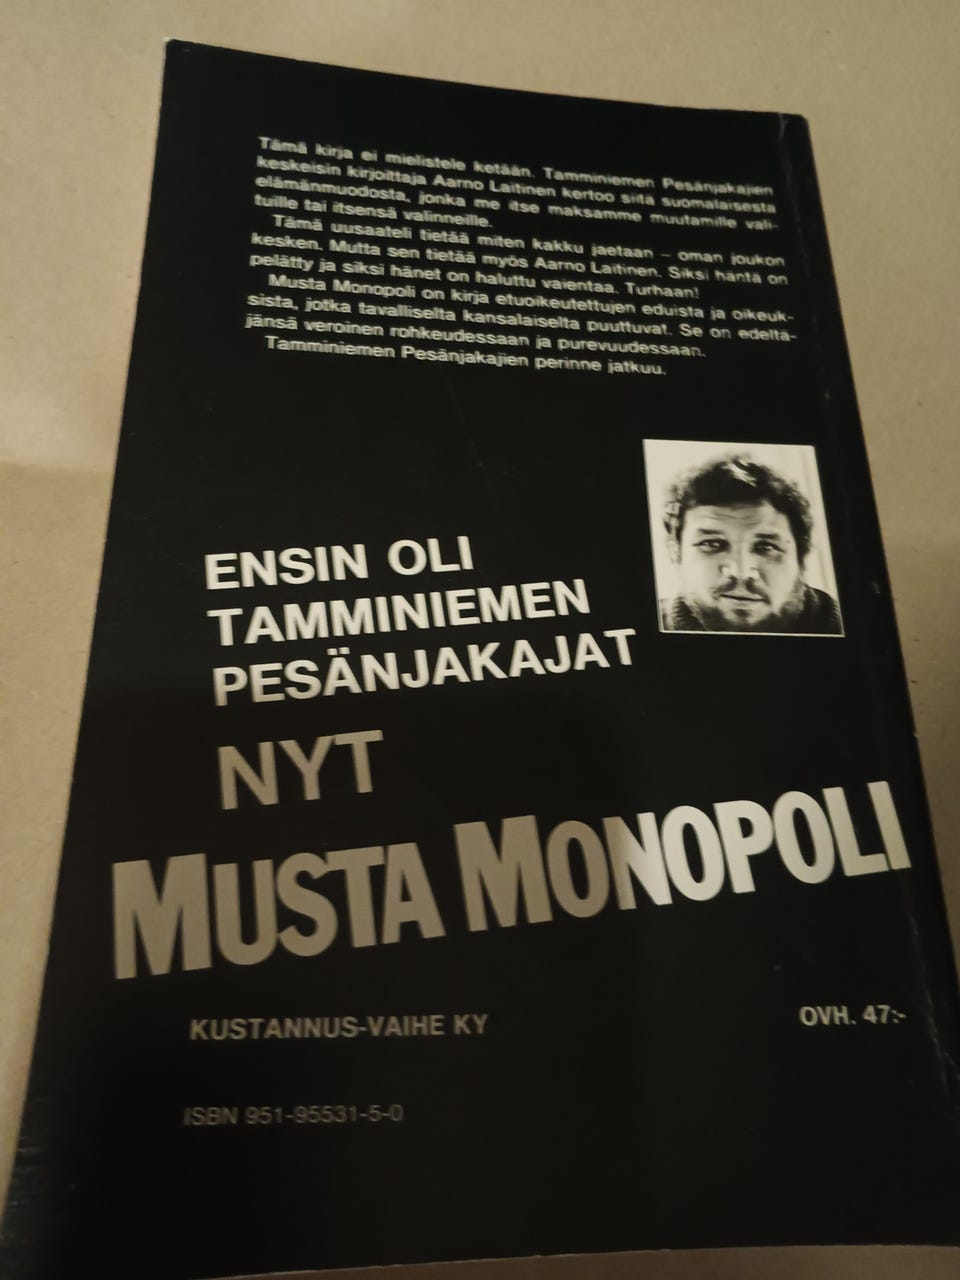 Tämä kirja ei mielistele ketään. Tamminiemen Pesänjakajien
keskeisin kirjoittaja Aarno Laitinen kertoo siitä suomalaisesta
elämänmuodosta, jonka me itse maksamme muutamille vali-
tuille tai itsensä valinneille.
Tämä uusaateli tietää miten kakku jaetaan – oman joukon
kesken. Mutta sen tietää myös Aarno Laitinen. Siksi häntä on
pelätty ja siksi hänet on haluttu vaientaa. Turhaan!
Musta Monopoli on kirja etuoikeutettujen eduista ja oikeuk-
sista, jotka tavalliselta kansalaiselta puuttuvat. Se on edeltä-
jänsä veroinen rohkeudessaan ja purevuudessaan.
Tamminiemen Pesänjakajien perinne jatkuu.
ENSIN OLI
TAMMINIEMEN
PESÄNJAKAJAT
NYT
MUSTA MONOPOLI
KUSTANNUS-VAIHE KY
OVH. 47:-
ISBN 951-95531-5-0